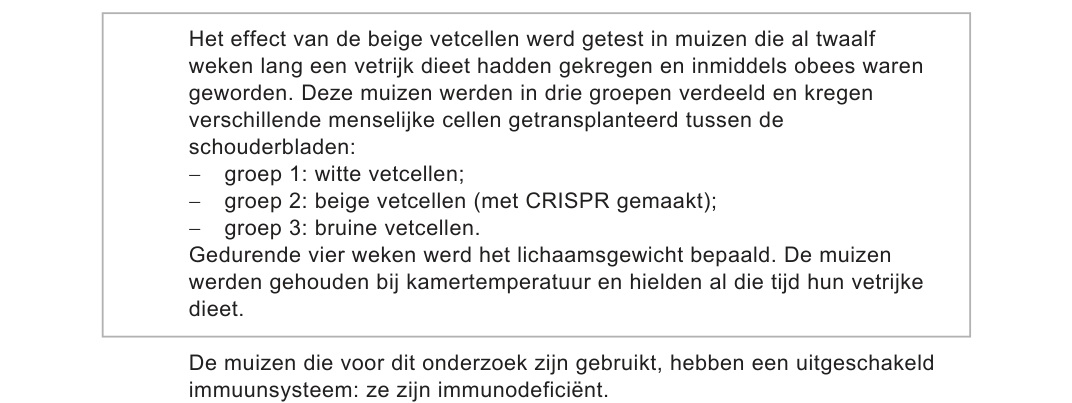 Het effect van de beige vetcellen werd getest in muizen die al twaalf
weken lang een vetrijk dieet hadden gekregen en inmiddels obees waren
geworden. Deze muizen werden in drie groepen verdeeld en kregen
verschillende menselijke cellen getransplanteerd tussen de
schouderbladen:
– groep 1: witte vetcellen;
– groep 2: beige vetcellen (met CRISPR gemaakt);
– groep 3: bruine vetcellen.
Gedurende vier weken werd het lichaamsgewicht bepaald. De muizen
werden gehouden bij kamertemperatuur en hielden al die tijd hun vetrijke
dieet.
De muizen die voor dit onderzoek zijn gebruikt, hebben een uitgeschakeld
immuunsysteem: ze zijn immunodeficiënt.